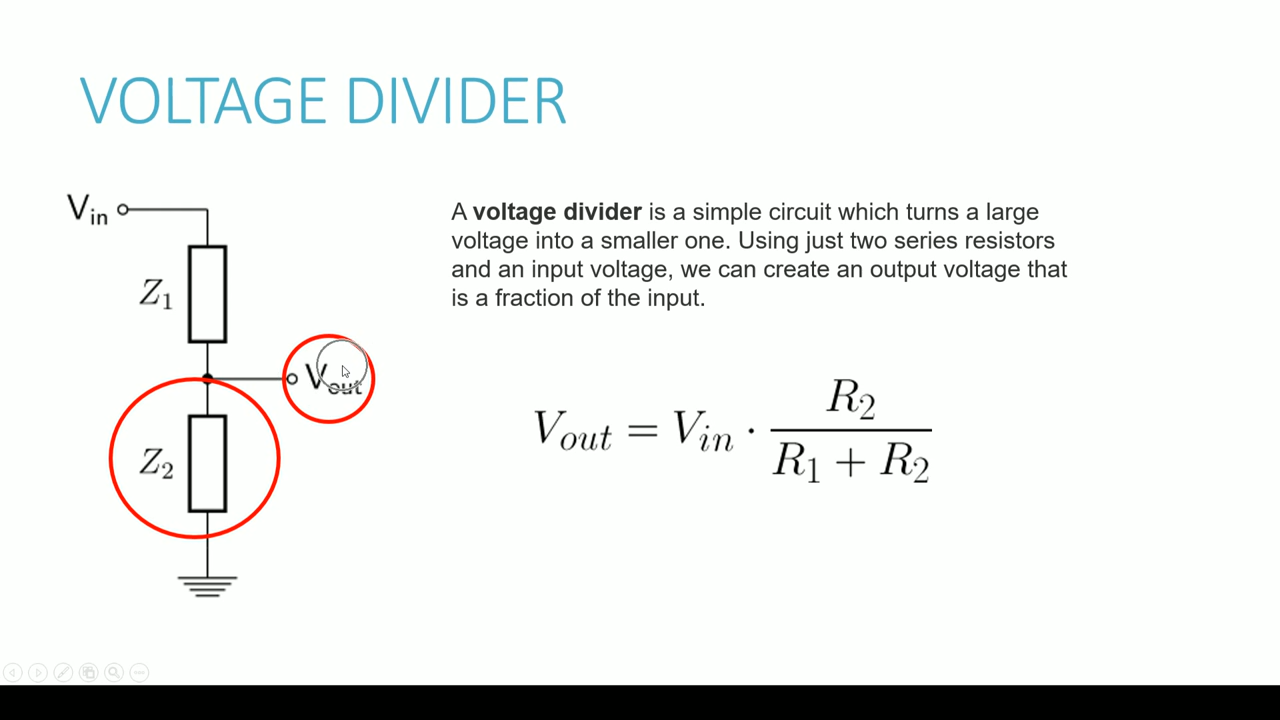 VOLTAGE DIVIDER
V_in
A voltage divider is a simple circuit which turns a large
voltage into a smaller one. Using just two series resistors
and an input voltage, we can create an output voltage that
is a fraction of the input.
Z_1
V_out
V_out = V_in · R_2 / (R_1 + R_2)
Z_2